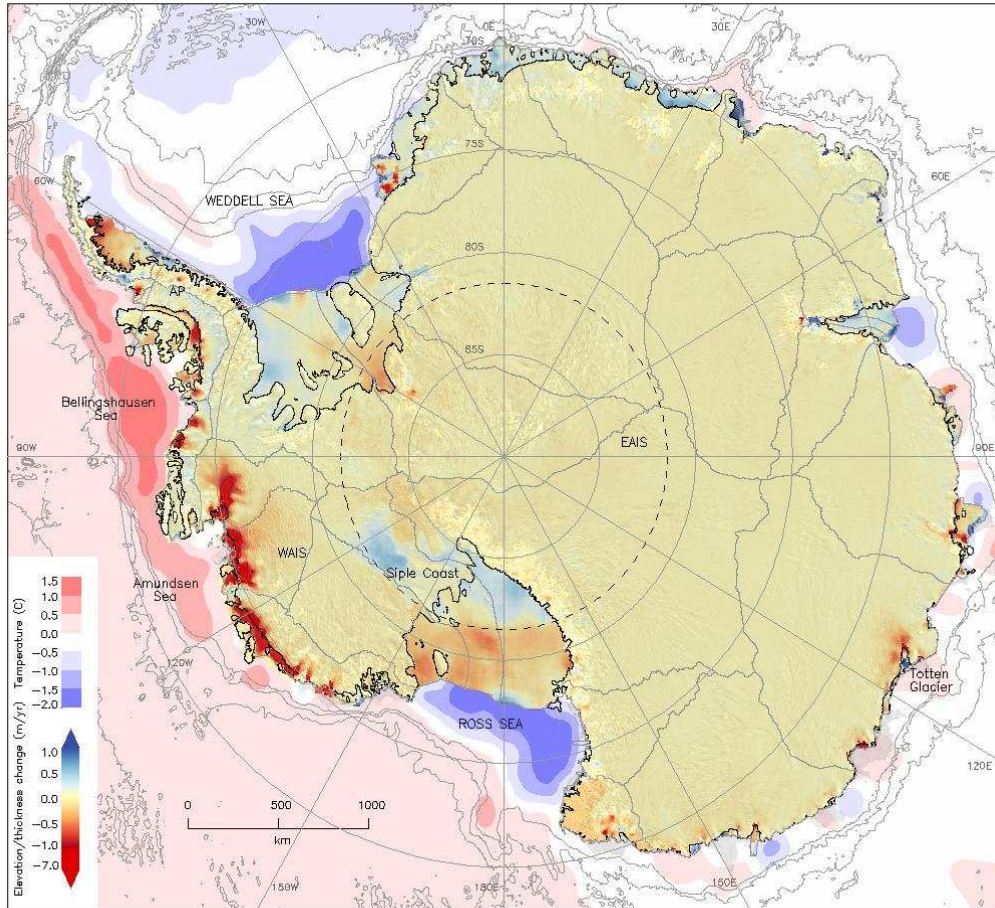 0E
70S
30W
30E
75S
60W
60E
WEDDELL SEA
80S
AP
85S
Bellingshausen
Sea
EAIS
90W
90E
WAIS
Siple Coast
Amundsen
Sea
120W
Totten
Glacier
ROSS SEA
120E
0 500 1000
km
150W
180E
150E
Temperature (C)
1.5
1.0
0.5
0.0
-0.5
-1.0
-1.5
-2.0
Elevation/thickness change (m/yr)
1.0
0.5
0.0
-0.5
-1.0
-7.0